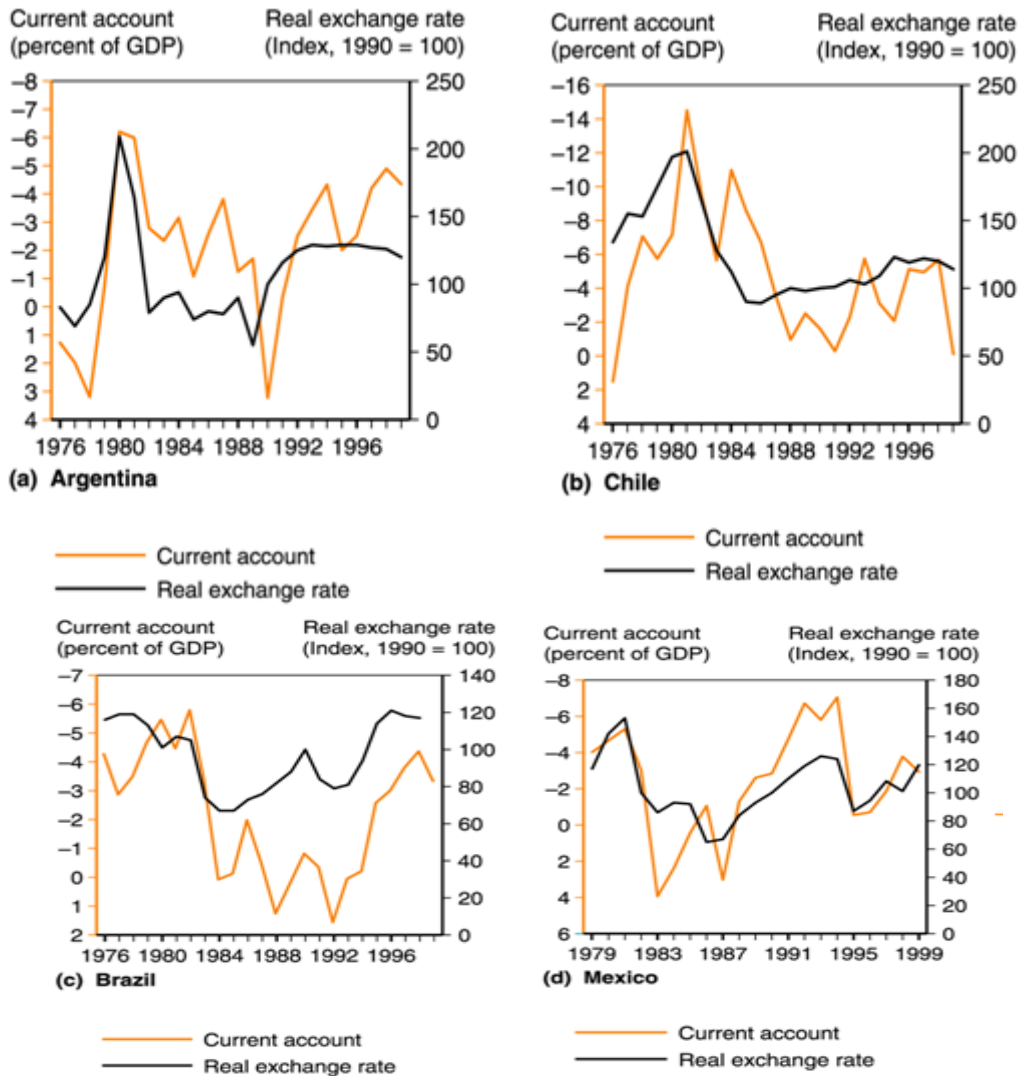 Current account
(percent of GDP)
Real exchange rate
(Index, 1990 = 100)
–8
–7
–6
–5
–4
–3
–2
–1
0
1
2
3
4
250
200
150
100
50
0
1976 1980 1984 1988 1992 1996
(a) Argentina
Current account
(percent of GDP)
Real exchange rate
(Index, 1990 = 100)
–16
–14
–12
–10
–8
–6
–4
–2
0
2
4
250
200
150
100
50
0
1976 1980 1984 1988 1992 1996
(b) Chile
Current account
Real exchange rate
Current account
Real exchange rate
Current account
(percent of GDP)
Real exchange rate
(Index, 1990 = 100)
–7
–6
–5
–4
–3
–2
–1
0
1
2
140
120
100
80
60
40
20
0
1976 1980 1984 1988 1992 1996
(c) Brazil
Current account
Real exchange rate
Current account
(percent of GDP)
Real exchange rate
(Index, 1990 = 100)
–8
–6
–4
–2
0
2
4
6
180
160
140
120
100
80
60
40
20
0
1979 1983 1987 1991 1995 1999
(d) Mexico
Current account
Real exchange rate